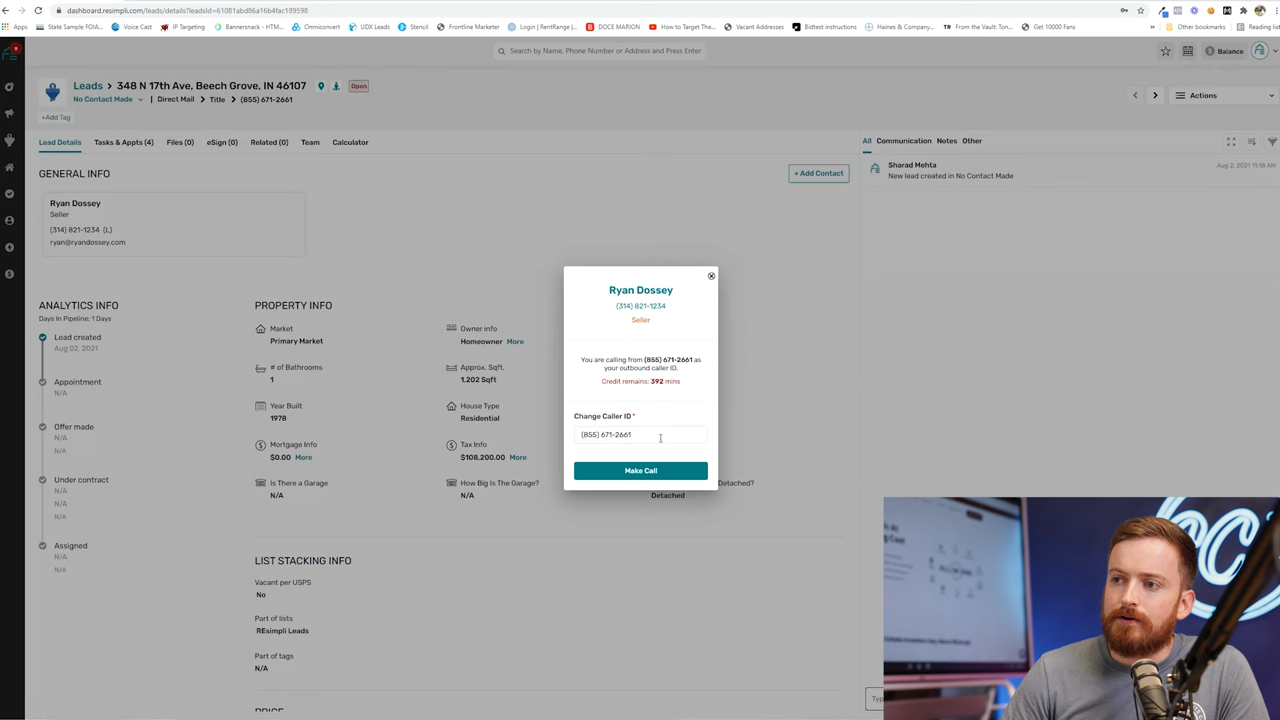 dashboard.resimpli.com/leads/details?leadsId=61081abd86a16b4fac189598
Apps
State Sample FOIA...
Voice Cast
IP Targeting
Bannersnack - HTM...
Omniconvert
UDX Leads
Stencil
Frontline Marketer
Login | RentRange |...
DOCE MARION
How to Target The...
Vacant Addresses
Bidtest instructions
Haines & Company,...
From the Vault: Ton...
Get 10000 Fans
»
Other bookmarks
Reading list
Search by Name, Phone Number or Address and Press Enter
Balance
Leads > 348 N 17th Ave, Beech Grove, IN 46107
Open
No Contact Made | Direct Mail > Title > (855) 671-2661
+Add Tag
Actions
Lead Details
Tasks & Appts (4)
Files (0)
eSign (0)
Related (0)
Team
Calculator
All
Communication
Notes
Other
Sharad Mehta
Aug 2, 2021 11:18 AM
New lead created in No Contact Made
GENERAL INFO
+ Add Contact
Ryan Dossey
Seller
(314) 821-1234 (L)
ryan@ryandossey.com
ANALYTICS INFO
Days In Pipeline: 1 Days
Lead created
Aug 02, 2021
Appointment
N/A
Offer made
N/A
N/A
Under contract
N/A
N/A
N/A
Assigned
N/A
N/A
PROPERTY INFO
Market
Primary Market
Owner info
Homeowner More
# of Bathrooms
1
Approx. Sqft.
1,202 Sqft
Year Built
1978
House Type
Residential
Mortgage Info
$0.00 More
Tax Info
$108,200.00 More
Is There a Garage
N/A
How Big Is The Garage?
N/A
Detached?
Detached
LIST STACKING INFO
Vacant per USPS
No
Part of lists
REsimpli Leads
Part of tags
N/A
PRICE
Ryan Dossey
(314) 821-1234
Seller
You are calling from (855) 671-2661 as
your outbound caller ID.
Credit remains: 392 mins
Change Caller ID *
(855) 671-2661
Make Call